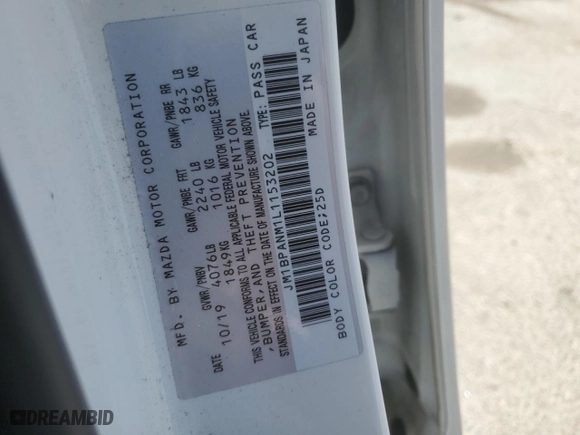 MFD. BY MAZDA MOTOR CORPORATION
GVWR/PNBV GAWR/PNBE FRT GAWR/PNBE RR
DATE 4076LB 2240 LB 1843 LB
10/19 1849KG 1016 KG 836 KG
THIS VEHICLE CONFORMS TO ALL APPLICABLE FEDERAL MOTOR VEHICLE SAFETY
,BUMPER,AND THEFT PREVENTION
STANDARDS IN EFFECT ON THE DATE OF MANUFACTURE SHOWN ABOVE.
JM1BPANM1L1153202 TYPE: PASS CAR
BODY COLOR CODE;25D MADE IN JAPAN
© DREAMBID